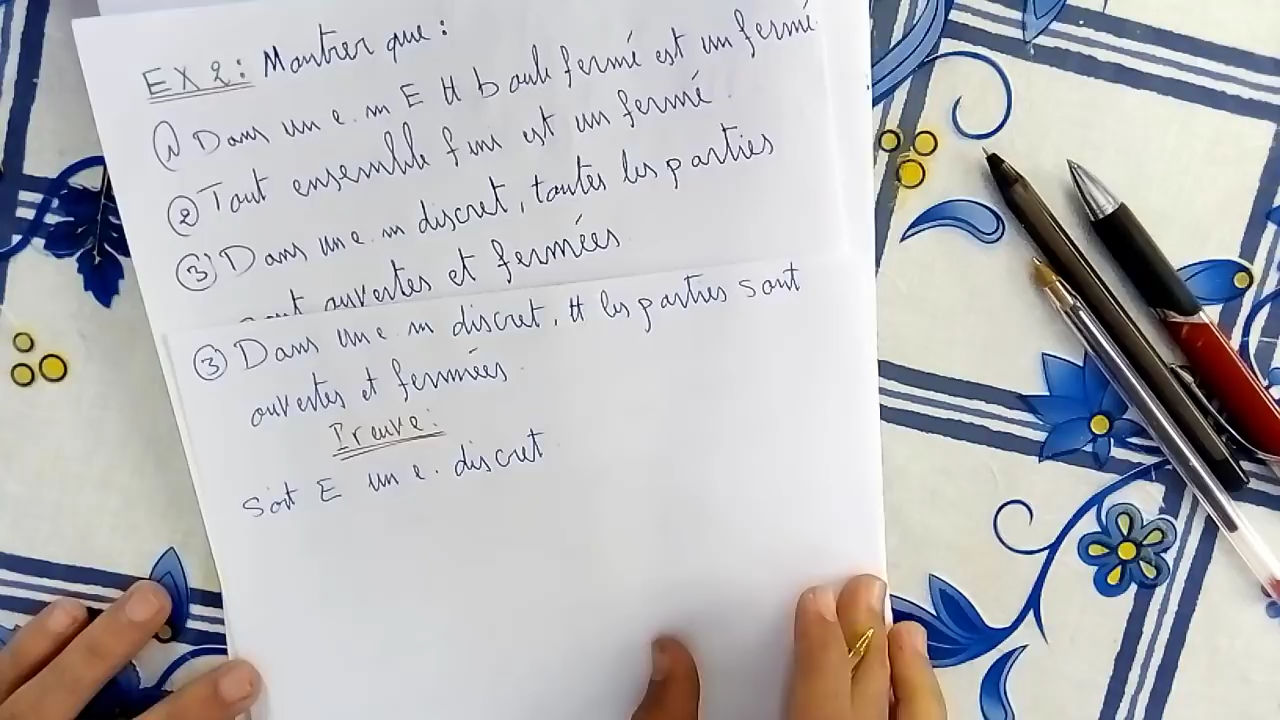 EX 2: Montrer que:
① Dans un e. m E tt boule fermé est un fermé
② Tout ensemble fini est un fermé.
③ Dans un e. m discret, toutes les parties
sont ouvertes et fermées
③ Dans un e. m discret, tt les parties sont
ouvertes et fermées.
Preuve:
Soit E un e. discret